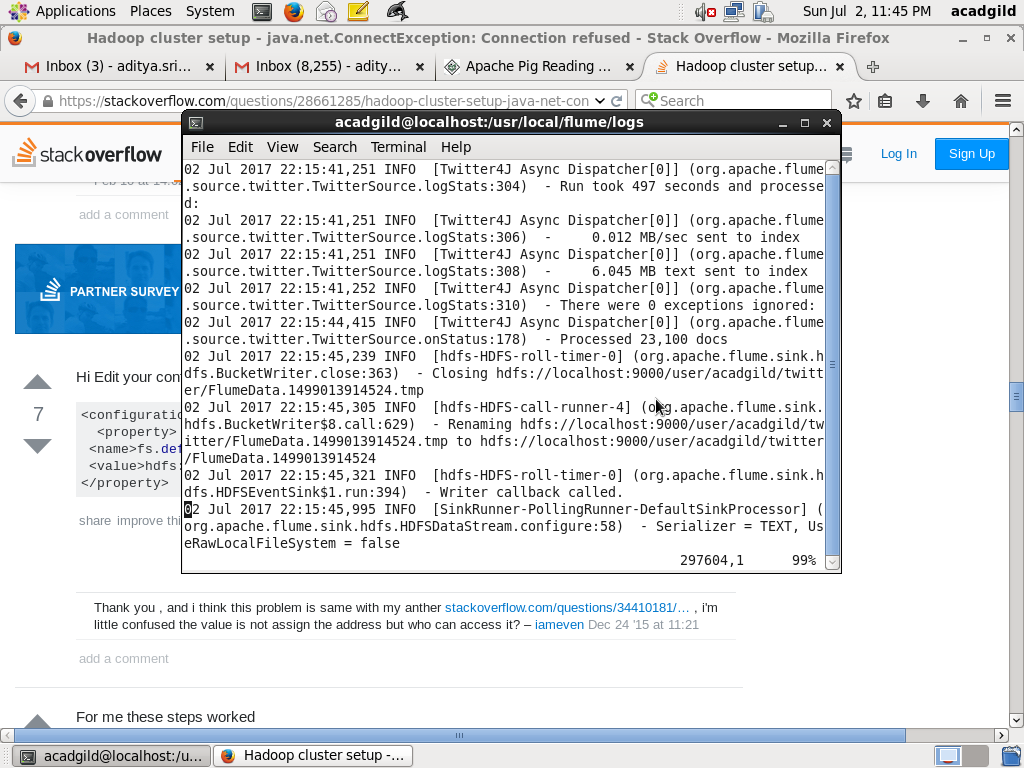 Applications Places System Sun Jul 2, 11:45 PM acadgild
Hadoop cluster setup - java.net.ConnectException: Connection refused - Stack Overflow - Mozilla Firefox
Inbox (3) - aditya.sri... Inbox (8,255) - adity... Apache Pig Reading ... Hadoop cluster setup...
https://stackoverflow.com/questions/28661285/hadoop-cluster-setup-java-net-con Search
acadgild@localhost:/usr/local/flume/logs
File Edit View Search Terminal Help
stackoverflow Log In Sign Up
add a comment
PARTNER SURVEY
Hi Edit your con
7
<configuratio
<property>
<name>fs.def
<value>hdfs:
</property>
share improve thi
02 Jul 2017 22:15:41,251 INFO  [Twitter4J Async Dispatcher[0]] (org.apache.flume
.source.twitter.TwitterSource.logStats:304)  - Run took 497 seconds and processe
d:
02 Jul 2017 22:15:41,251 INFO  [Twitter4J Async Dispatcher[0]] (org.apache.flume
.source.twitter.TwitterSource.logStats:306)  -     0.012 MB/sec sent to index
02 Jul 2017 22:15:41,251 INFO  [Twitter4J Async Dispatcher[0]] (org.apache.flume
.source.twitter.TwitterSource.logStats:308)  -     6.045 MB text sent to index
02 Jul 2017 22:15:41,252 INFO  [Twitter4J Async Dispatcher[0]] (org.apache.flume
.source.twitter.TwitterSource.logStats:310)  - There were 0 exceptions ignored:
02 Jul 2017 22:15:44,415 INFO  [Twitter4J Async Dispatcher[0]] (org.apache.flume
.source.twitter.TwitterSource.onStatus:178)  - Processed 23,100 docs
02 Jul 2017 22:15:45,239 INFO  [hdfs-HDFS-roll-timer-0] (org.apache.flume.sink.h
dfs.BucketWriter.close:363)  - Closing hdfs://localhost:9000/user/acadgild/twitt
er/FlumeData.1499013914524.tmp
02 Jul 2017 22:15:45,305 INFO  [hdfs-HDFS-call-runner-4] (org.apache.flume.sink.
hdfs.BucketWriter$8.call:629)  - Renaming hdfs://localhost:9000/user/acadgild/tw
itter/FlumeData.1499013914524.tmp to hdfs://localhost:9000/user/acadgild/twitter
/FlumeData.1499013914524
02 Jul 2017 22:15:45,321 INFO  [hdfs-HDFS-roll-timer-0] (org.apache.flume.sink.h
dfs.HDFSEventSink$1.run:394)  - Writer callback called.
02 Jul 2017 22:15:45,995 INFO  [SinkRunner-PollingRunner-DefaultSinkProcessor] (
org.apache.flume.sink.hdfs.HDFSDataStream.configure:58)  - Serializer = TEXT, Us
eRawLocalFileSystem = false
297604,1 99%
Thank you , and i think this problem is same with my anther stackoverflow.com/questions/34410181/… , i'm
little confused the value is not assign the address but who can access it? – iameven Dec 24 '15 at 11:21
add a comment
For me these steps worked
acadgild@localhost:/u... Hadoop cluster setup -...